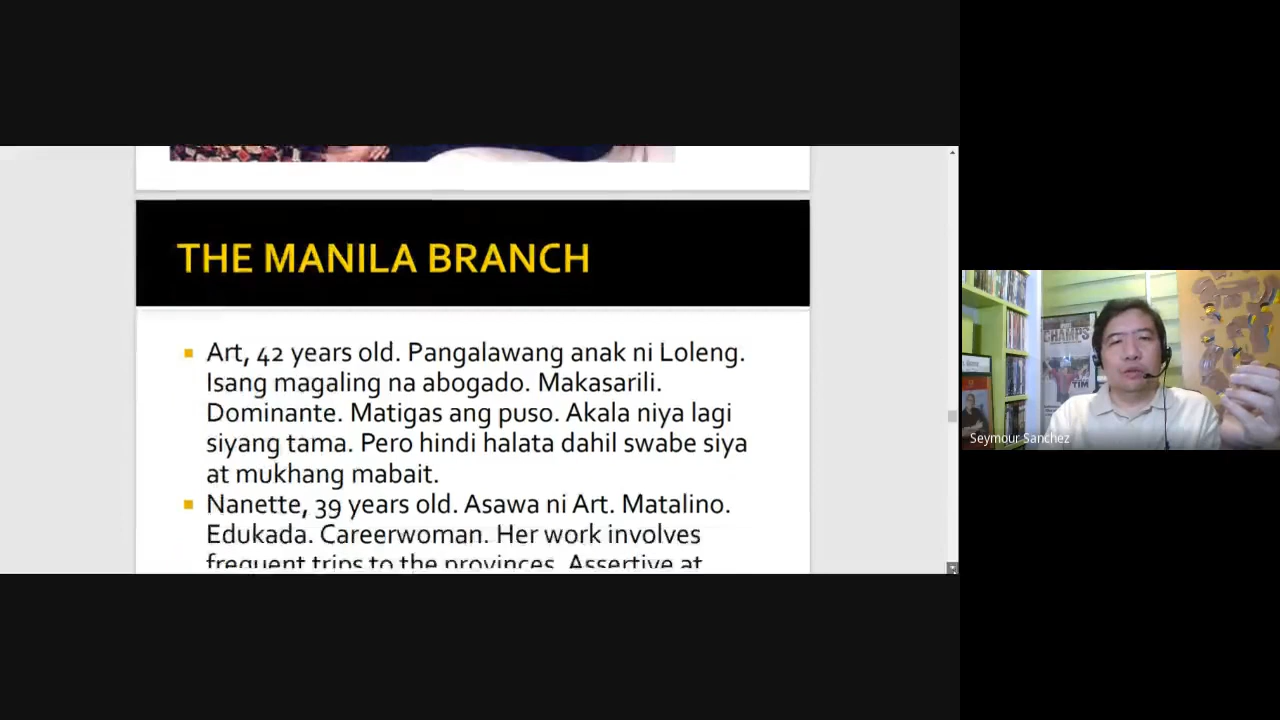 THE MANILA BRANCH
Art, 42 years old. Pangalawang anak ni Loleng.
Isang magaling na abogado. Makasarili.
Dominante. Matigas ang puso. Akala niya lagi
siyang tama. Pero hindi halata dahil swabe siya
at mukhang mabait.
Nanette, 39 years old. Asawa ni Art. Matalino.
Edukada. Careerwoman. Her work involves
frequent trips to the provinces. Assertive at
CHAMPS
TIM
Seymour Sanchez